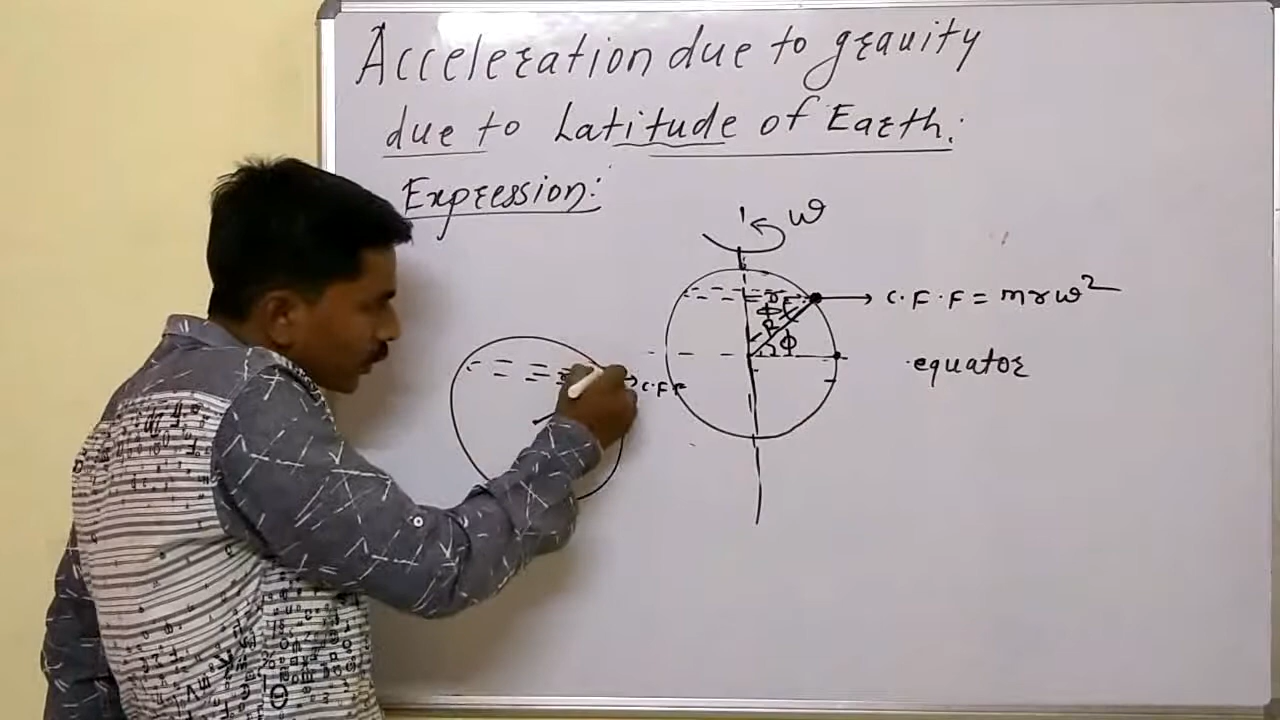 Acceleration due to gravity
due to Latitude of Earth.
Expression:
ω
r
C.F.F = mrω²
Φ
R
Φ
equator
C.F.F